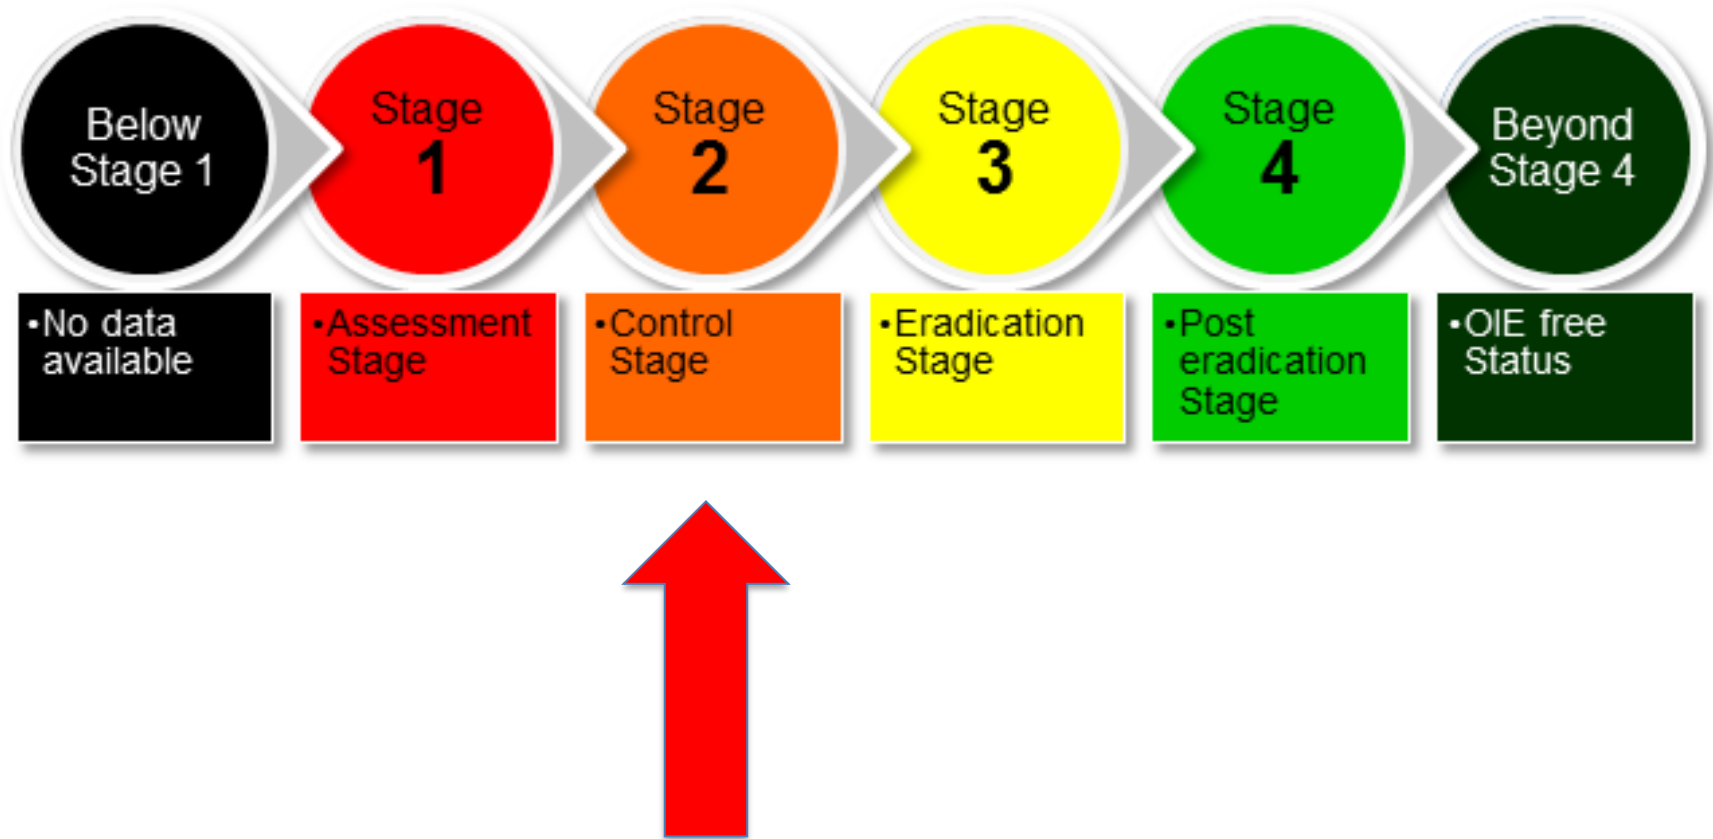 Below
Stage 1
Stage
1
Stage
2
Stage
3
Stage
4
Beyond
Stage 4
•No data
available
•Assessment
Stage
•Control
Stage
•Eradication
Stage
•Post
eradication
Stage
•OIE free
Status